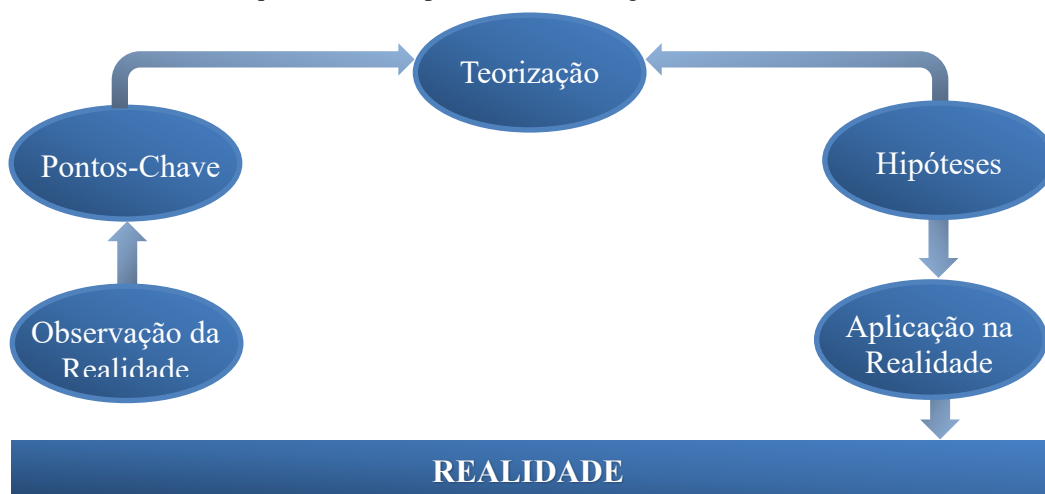 Teorização
Pontos-Chave
Hipóteses
Observação da
Realidade
Aplicação na
Realidade
REALIDADE